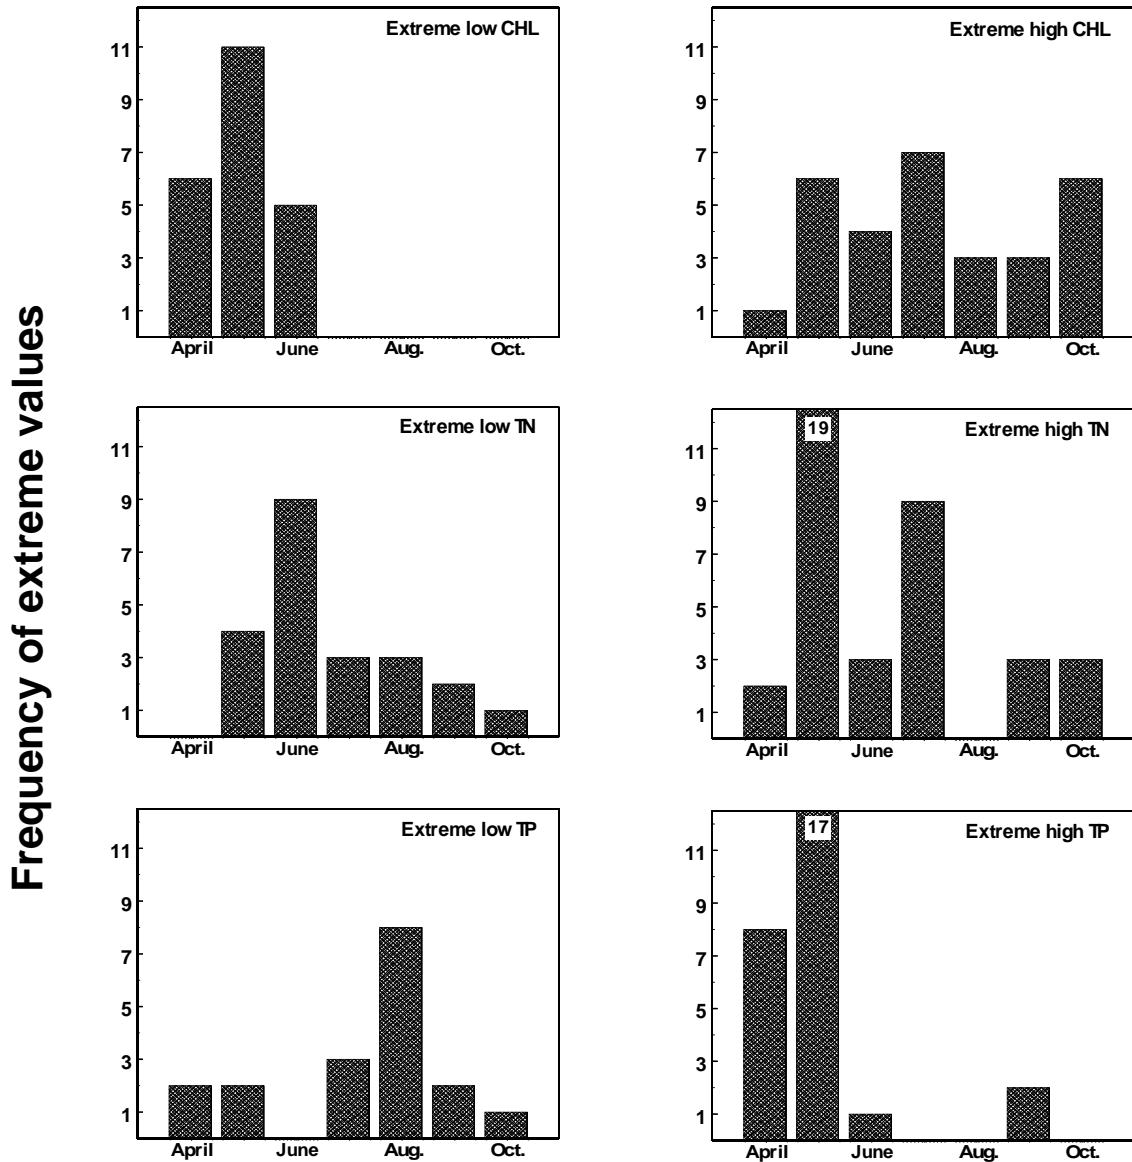 Frequency of extreme values
Extreme low CHL
11
9
7
5
3
1
April June Aug. Oct.
Extreme high CHL
11
9
7
5
3
1
April June Aug. Oct.
Extreme low TN
11
9
7
5
3
1
April June Aug. Oct.
Extreme high TN
19
11
9
7
5
3
1
April June Aug. Oct.
Extreme low TP
11
9
7
5
3
1
April June Aug. Oct.
Extreme high TP
17
11
9
7
5
3
1
April June Aug. Oct.